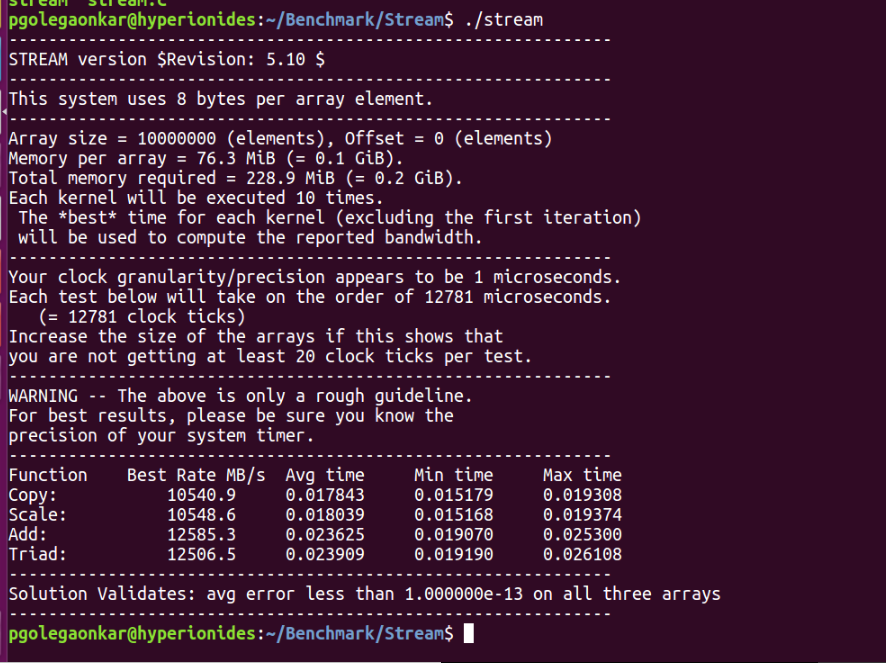 stream stream.c
pgolegaonkar@hyperionides:~/Benchmark/Stream$ ./stream
-------------------------------------------------------------
STREAM version $Revision: 5.10 $
-------------------------------------------------------------
This system uses 8 bytes per array element.
-------------------------------------------------------------
Array size = 10000000 (elements), Offset = 0 (elements)
Memory per array = 76.3 MiB (= 0.1 GiB).
Total memory required = 228.9 MiB (= 0.2 GiB).
Each kernel will be executed 10 times.
 The *best* time for each kernel (excluding the first iteration)
 will be used to compute the reported bandwidth.
-------------------------------------------------------------
Your clock granularity/precision appears to be 1 microseconds.
Each test below will take on the order of 12781 microseconds.
   (= 12781 clock ticks)
Increase the size of the arrays if this shows that
you are not getting at least 20 clock ticks per test.
-------------------------------------------------------------
WARNING -- The above is only a rough guideline.
For best results, please be sure you know the
precision of your system timer.
-------------------------------------------------------------
Function    Best Rate MB/s  Avg time     Min time     Max time
Copy:           10540.9     0.017843     0.015179     0.019308
Scale:          10548.6     0.018039     0.015168     0.019374
Add:            12585.3     0.023625     0.019070     0.025300
Triad:          12506.5     0.023909     0.019190     0.026108
-------------------------------------------------------------
Solution Validates: avg error less than 1.000000e-13 on all three arrays
-------------------------------------------------------------
pgolegaonkar@hyperionides:~/Benchmark/Stream$